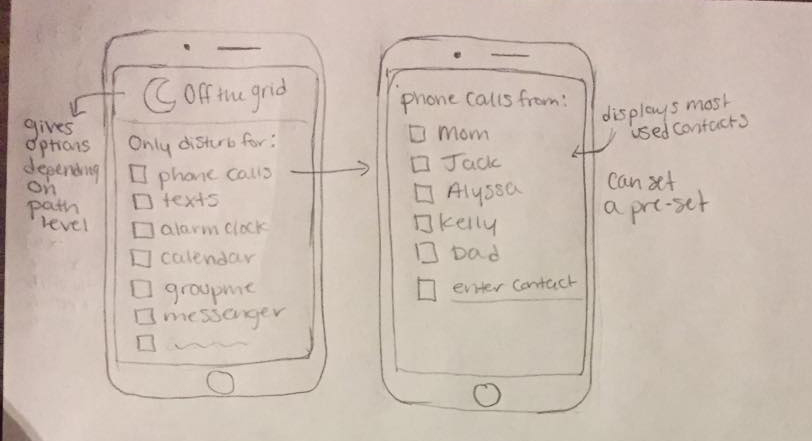 Off the grid
gives
options
depending
on
path
level
Only disturb for:
phone calls
texts
alarm clock
calendar
groupme
messenger
phone calls from:
Mom
Jack
Alyssa
Kelly
Dad
enter contact
displays most
used contacts
can set
a pre-set